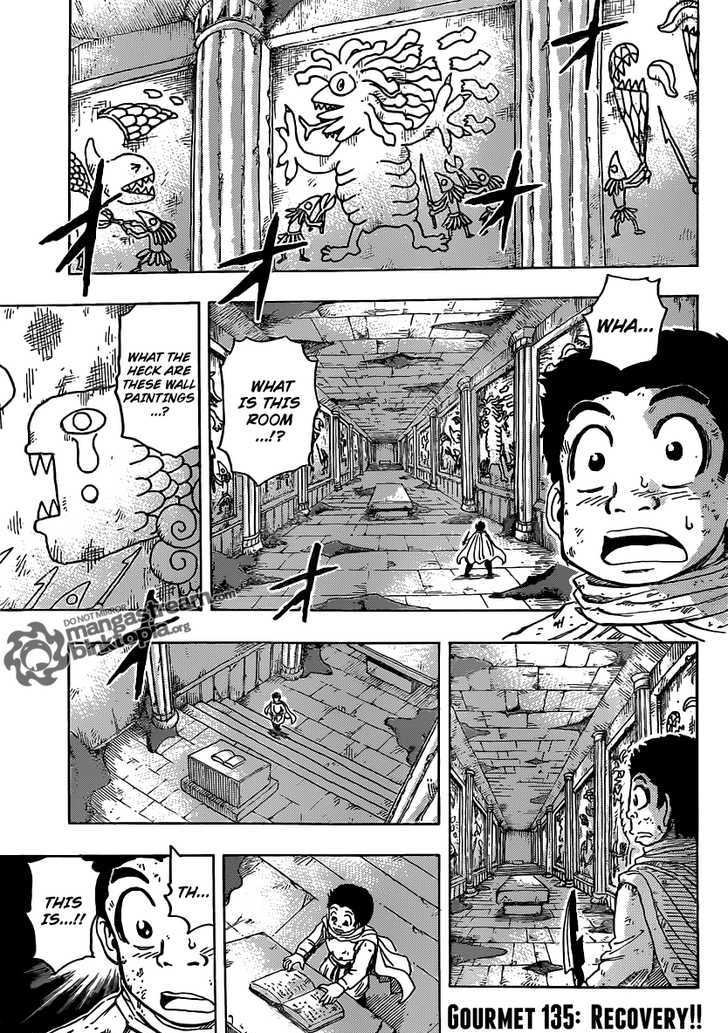 WHA...
WHAT
IS THIS
ROOM
...!?
WHAT THE
HECK ARE
THESE WALL
PAINTINGS
...?
DO NOT MIRROR
mangastream.com
binktopia.org
TH...
THIS
IS...!!
GOURMET 135: RECOVERY!!